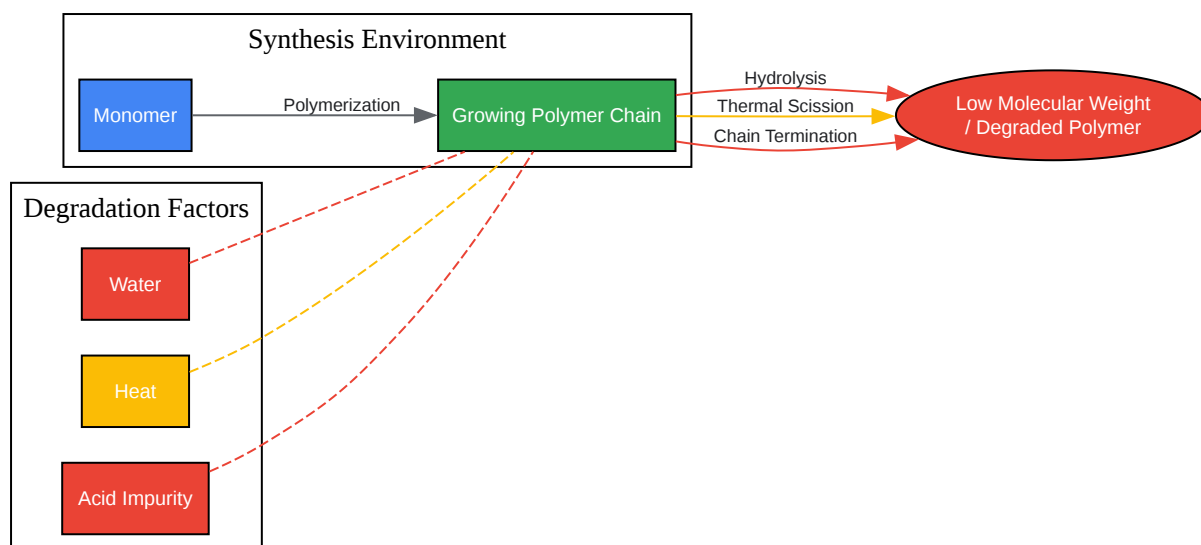 Synthesis Environment
Monomer
Polymerization
Growing Polymer Chain
Hydrolysis
Thermal Scission
Chain Termination
Low Molecular Weight
/ Degraded Polymer
Degradation Factors
Water
Heat
Acid Impurity